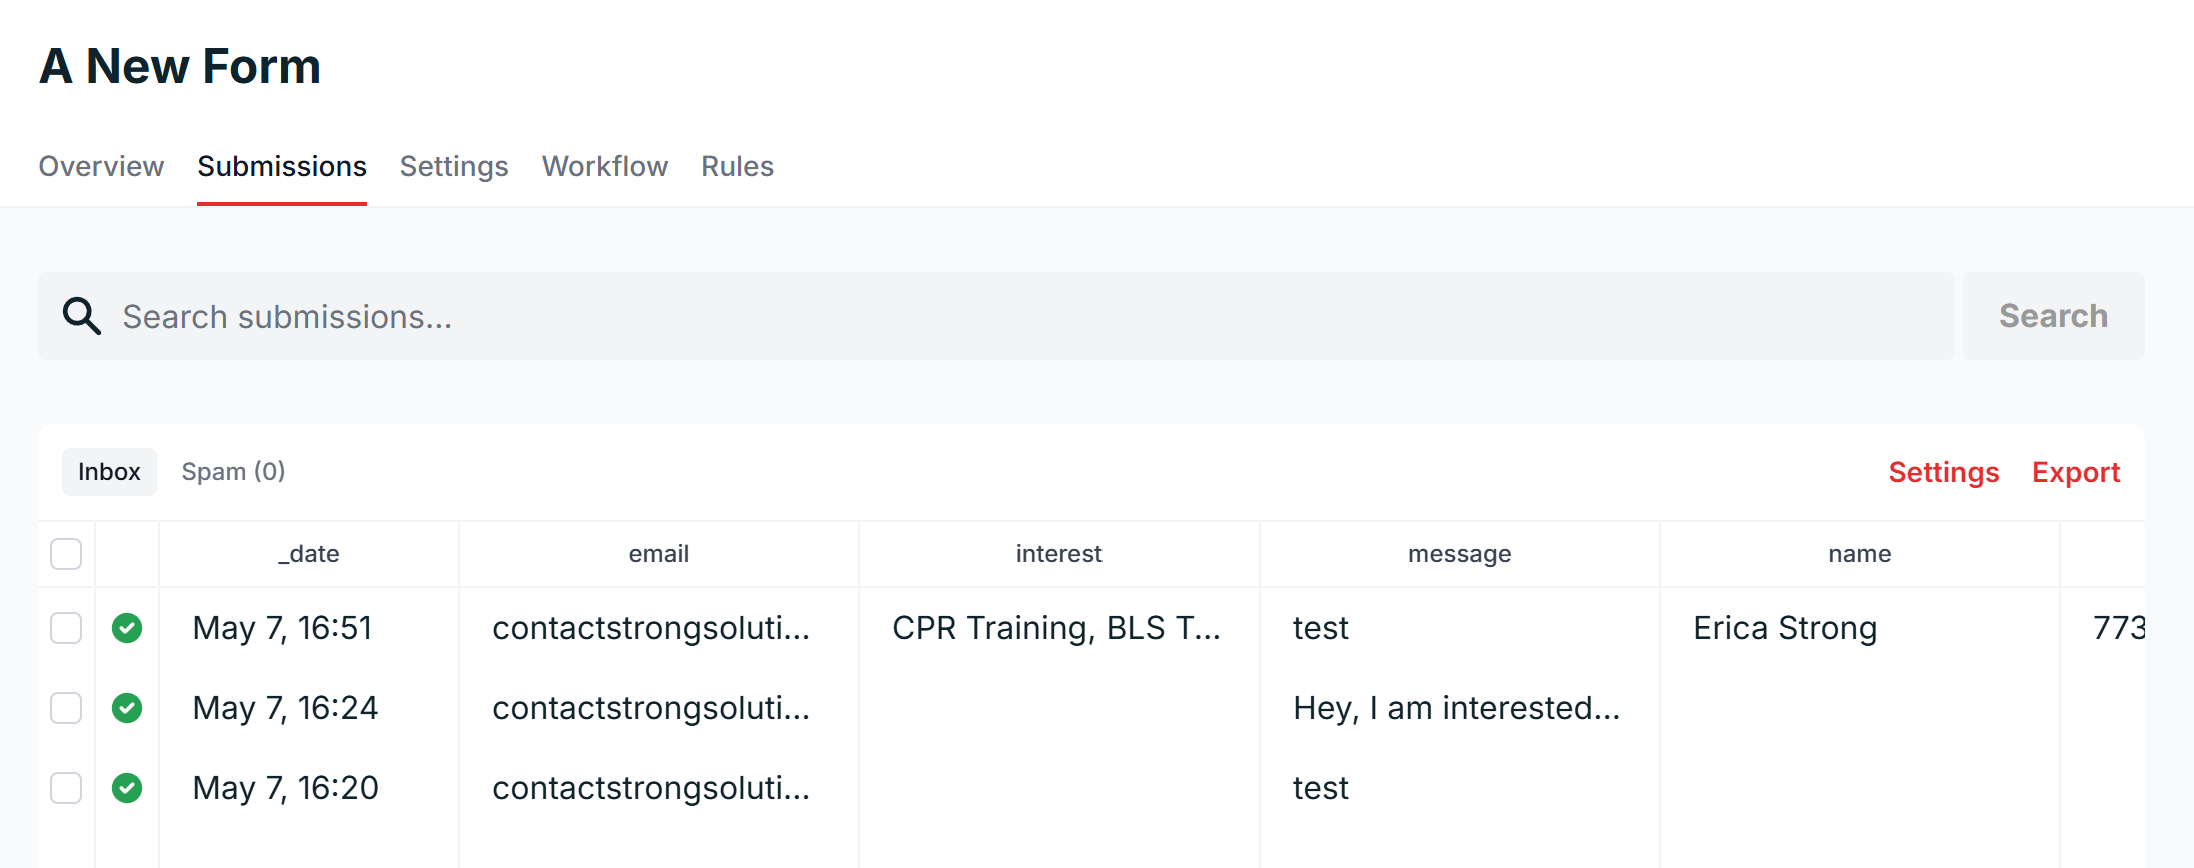 A New Form
Overview Submissions Settings Workflow Rules
Search submissions... Search
Inbox Spam (0) Settings Export
_date email interest message name
May 7, 16:51 contactstrongsoluti... CPR Training, BLS T... test Erica Strong 773
May 7, 16:24 contactstrongsoluti... Hey, I am interested...
May 7, 16:20 contactstrongsoluti... test